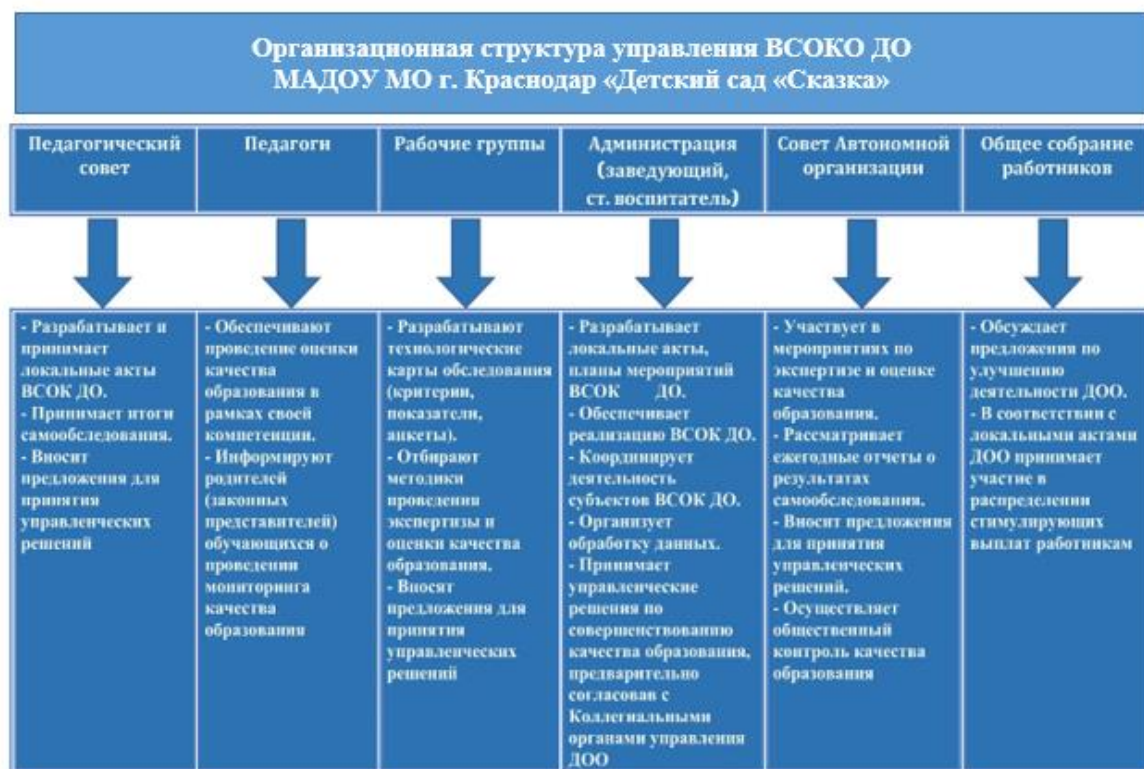 Организационная структура управления ВСОКО ДО
МАДОУ МО г. Краснодар «Детский сад «Сказка»
Педагогический
совет
Педагоги
Рабочие группы
Администрация
(заведующий,
ст. воспитатель)
Совет Автономной
организации
Общее собрание
работников
- Разрабатывает и
принимает
локальные акты
ВСОК ДО.
- Принимает итоги
самообследования.
- Вносит
предложения для
принятия
управленческих
решений
- Обеспечивают
проведение оценки
качества
образования в
рамках своей
компетенции.
- Информируют
родителей
(законных
представителей)
обучающихся о
проведении
мониторинга
качества
образования
- Разрабатывают
технологические
карты обследования
(критерии,
показатели,
анкеты).
- Отбирают
методики
проведения
экспертизы и
оценки качества
образования.
- Вносят
предложения для
принятия
управленческих
решений
- Разрабатывает
локальные акты,
планы мероприятий
ВСОК ДО.
- Обеспечивает
реализацию ВСОК ДО.
- Координирует
деятельность
субъектов ВСОК ДО.
- Организует
обработку данных.
- Принимает
управленческие
решения по
совершенствованию
качества образования,
предварительно
согласовав с
Коллегиальными
органами управления
ДОО
- Участвует в
мероприятиях по
экспертизе и оценке
качества
образования.
- Рассматривает
ежегодные отчеты о
результатах
самообследования.
- Вносит предложения
для принятия
управленческих
решений.
- Осуществляет
общественный
контроль качества
образования
- Обсуждает
предложения по
улучшению
деятельности ДОО.
- В соответствии с
локальными актами
ДОО принимает
участие в
распределении
стимулирующих
выплат работникам